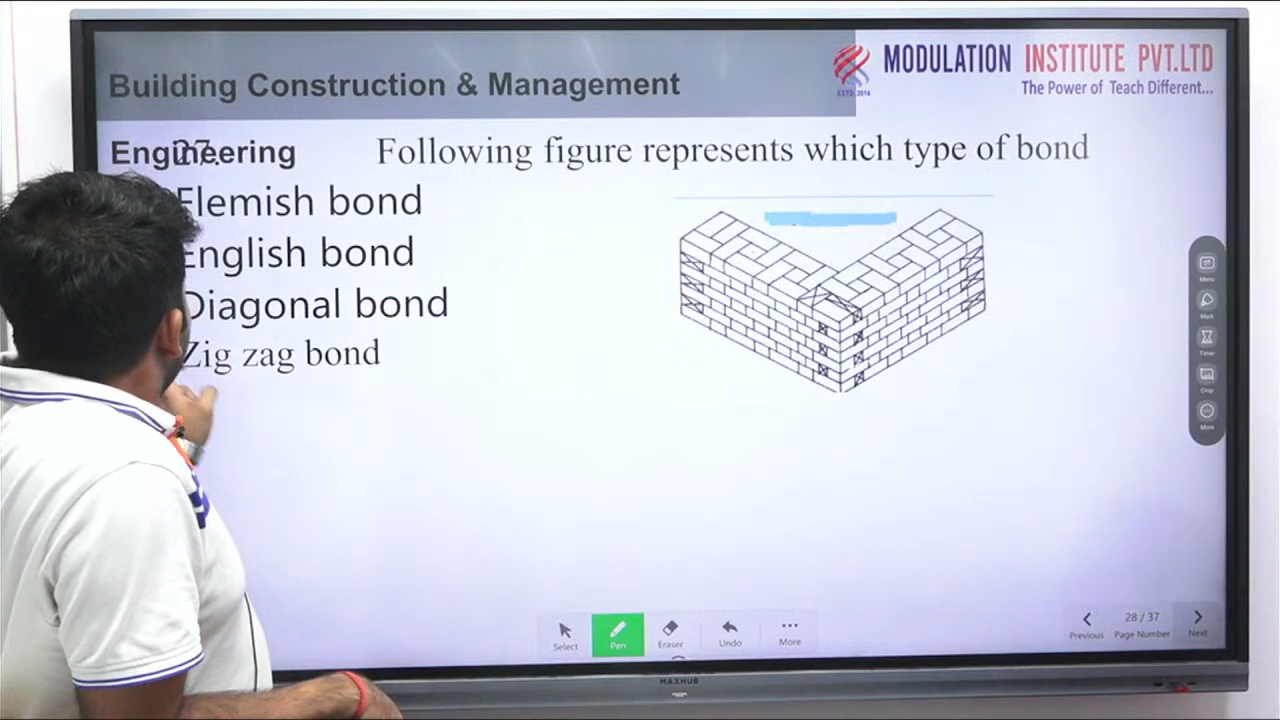 MODULATION INSTITUTE PVT.LTD
The Power of Teach Different...
ESTD 2014
Building Construction & Management
Engineering
27.
Following figure represents which type of bond
Flemish bond
English bond
Diagonal bond
Zig zag bond
Menu
Mark
Timer
Crop
More
Select
Pen
Eraser
Undo
More
Previous
28 / 37
Page Number
Next
MAXHUB